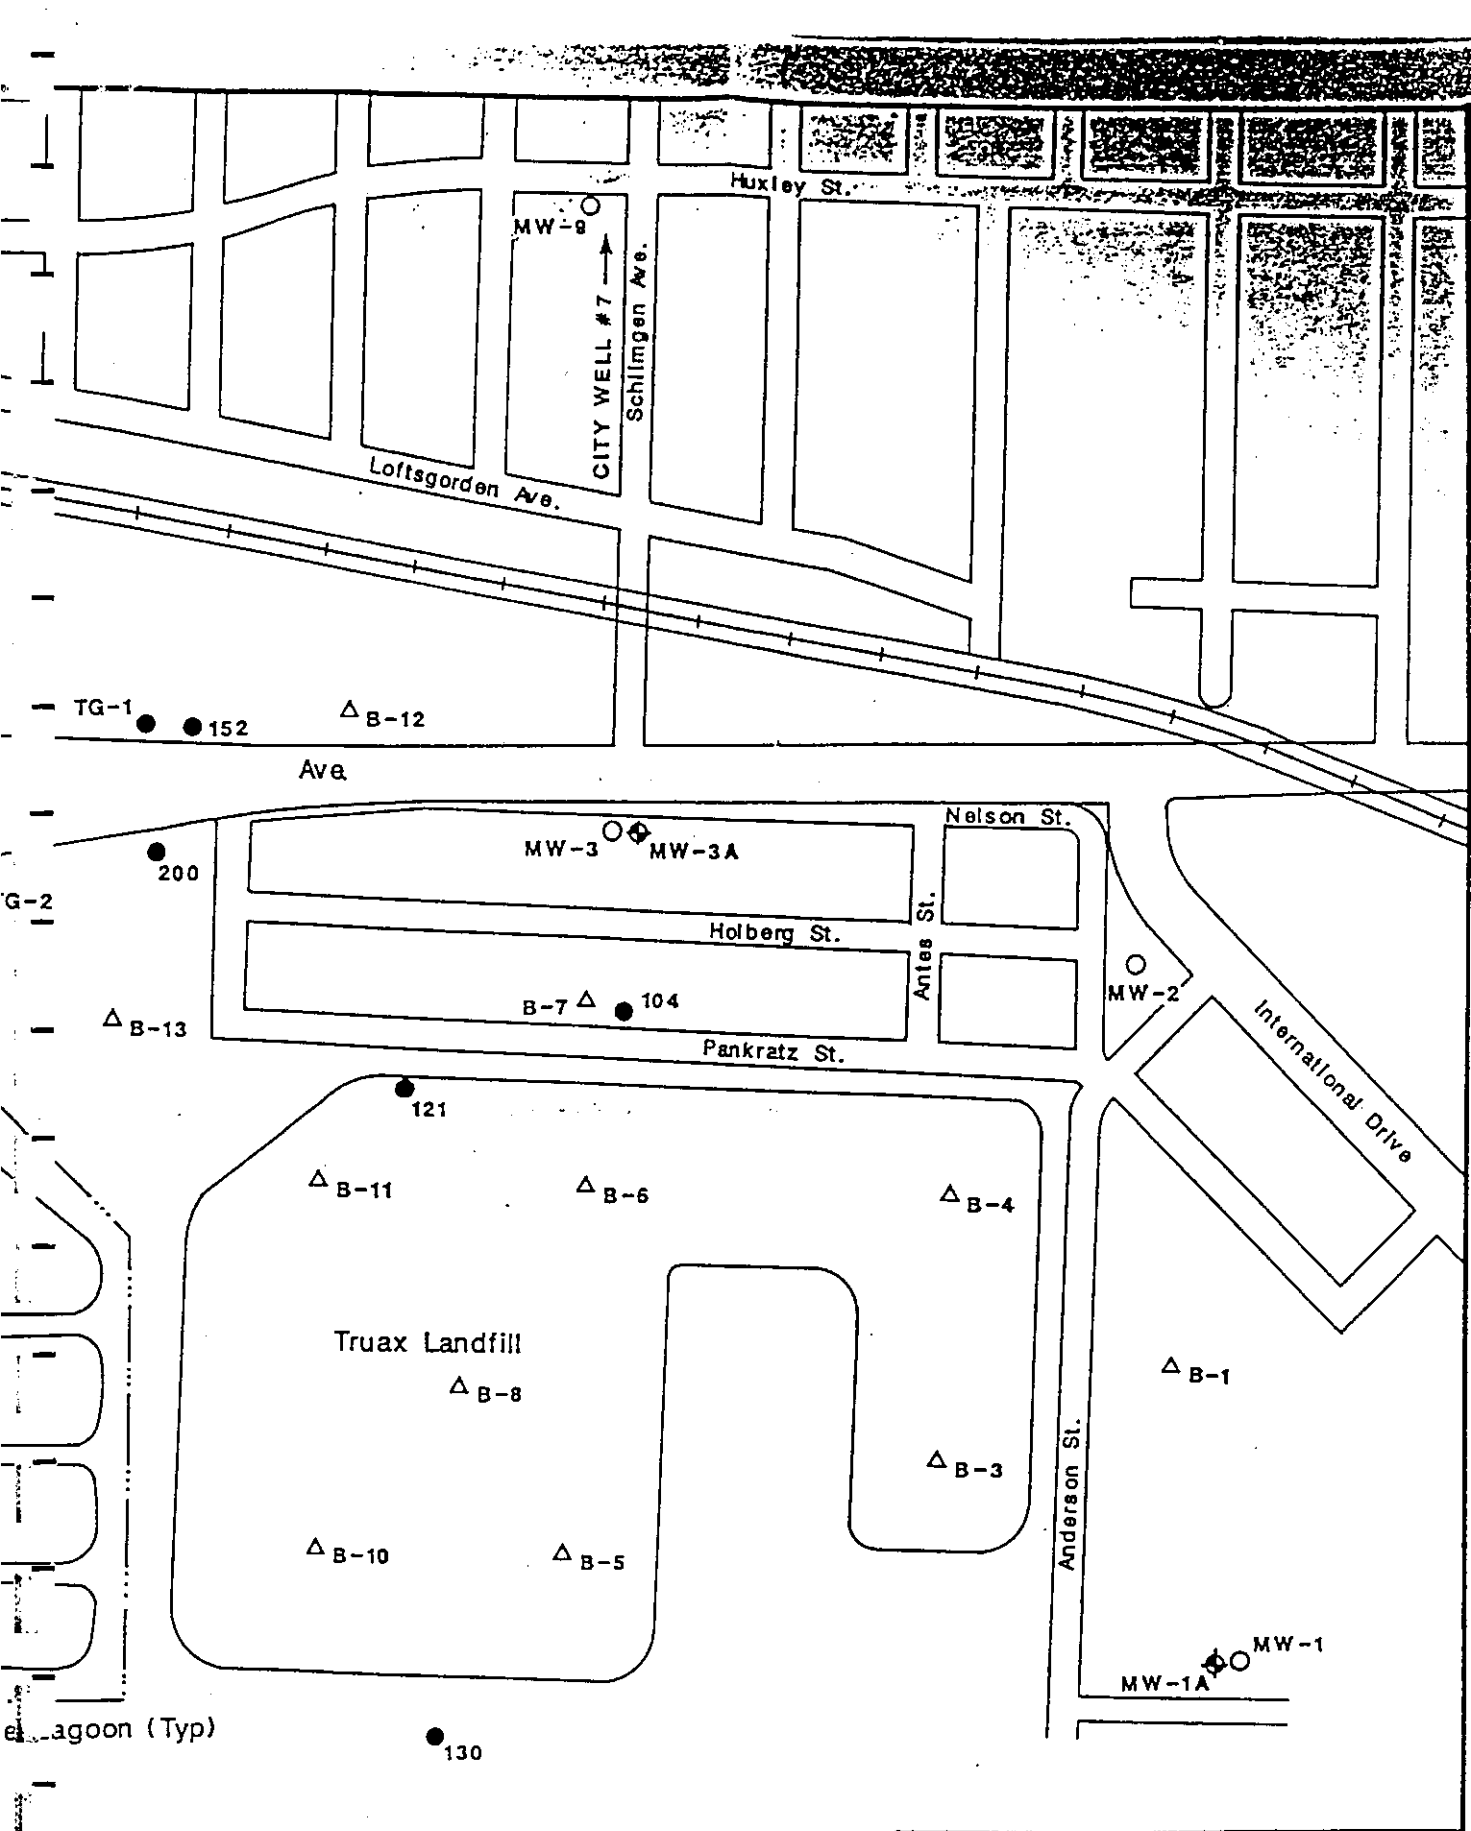 Huxley St.
MW-9
CITY WELL #7
Schlimgen Ave.
Loftsgorden Ave.
TG-1
152
B-12
Ave
Nelson St.
MW-3
MW-3A
200
G-2
Antes St.
Holberg St.
MW-2
B-7
104
B-13
International Drive
Pankratz St.
121
B-11
B-6
B-4
Truax Landfill
B-1
B-8
Anderson St.
B-3
B-10
B-5
MW-1
MW-1A
agoon (Typ)
130